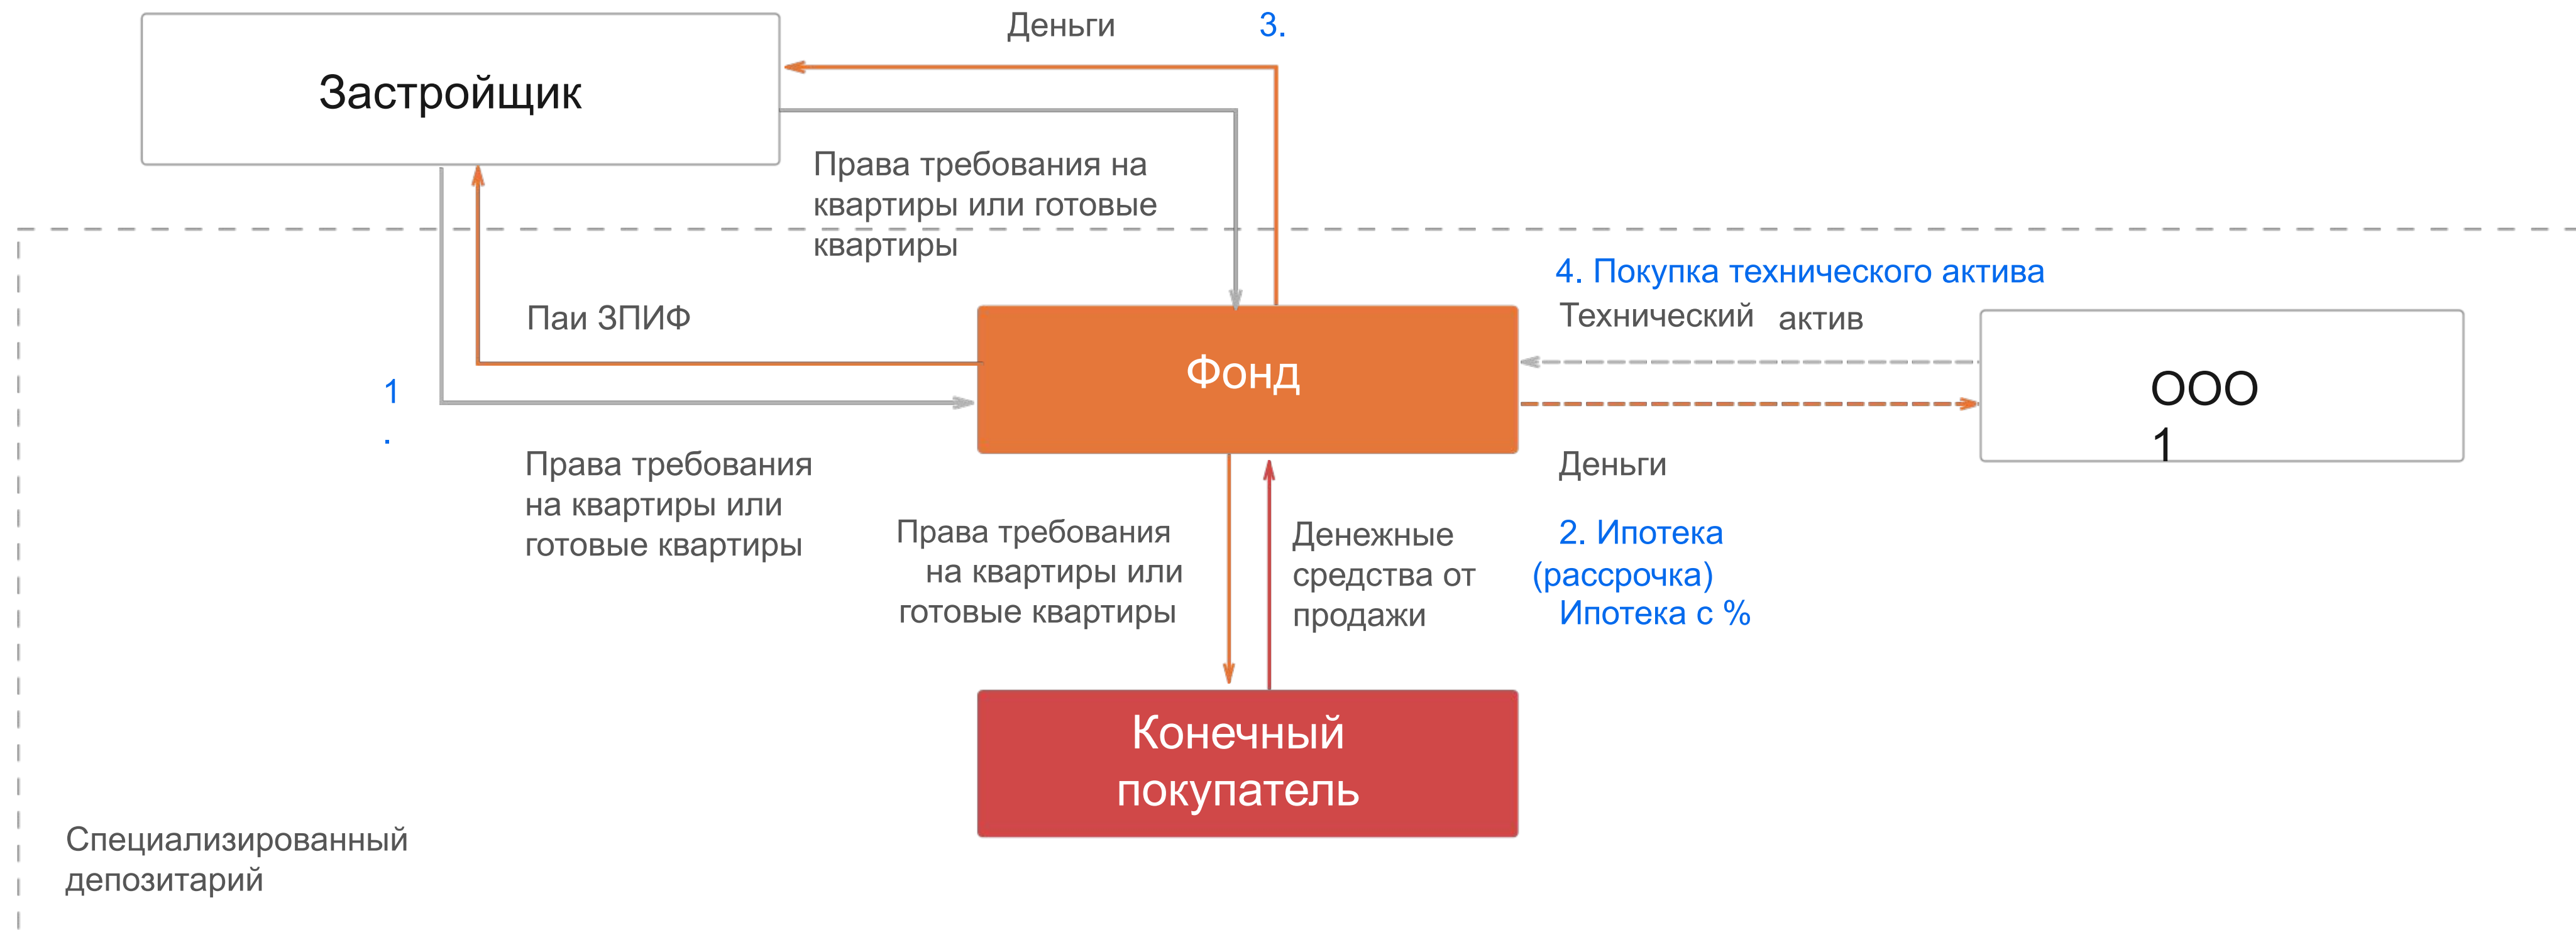 Деньги
3.
Застройщик
Права требования на
квартиры или готовые
квартиры
4. Покупка технического актива
Технический актив
Паи ЗПИФ
Фонд
ООО
1
1
.
Права требования
на квартиры или
готовые квартиры
Деньги
Права требования
на квартиры или
готовые квартиры
Денежные
средства от
продажи
2. Ипотека
(рассрочка)
Ипотека с %
Конечный
покупатель
Специализированный
депозитарий